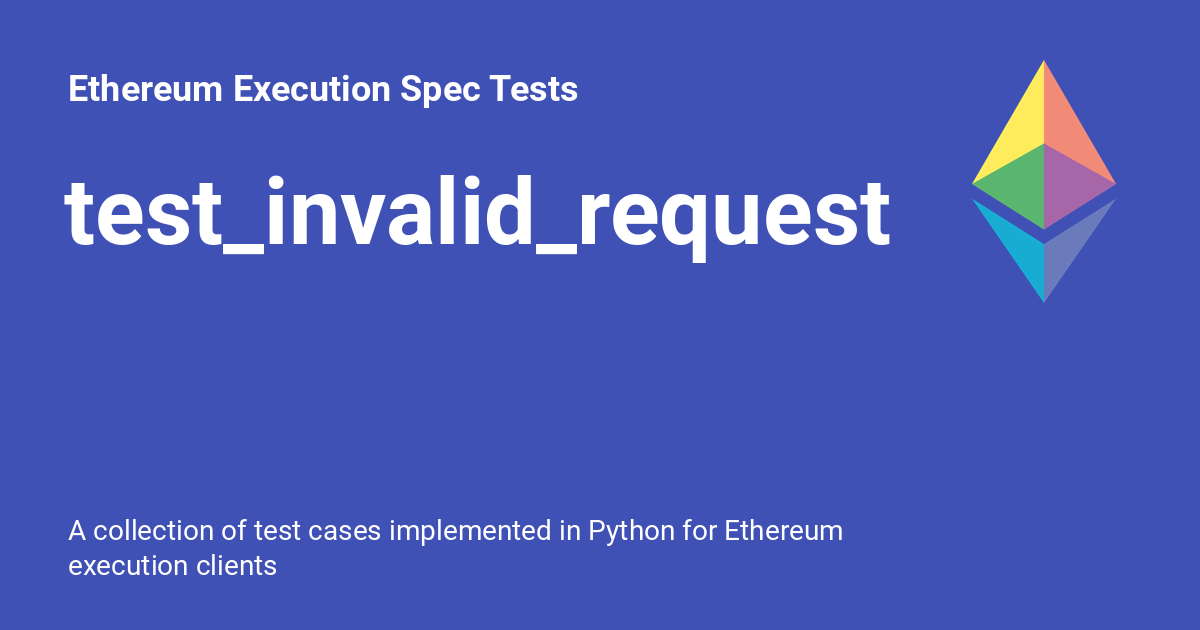 Ethereum Execution Spec Tests
test_invalid_request
A collection of test cases implemented in Python for Ethereum
execution clients